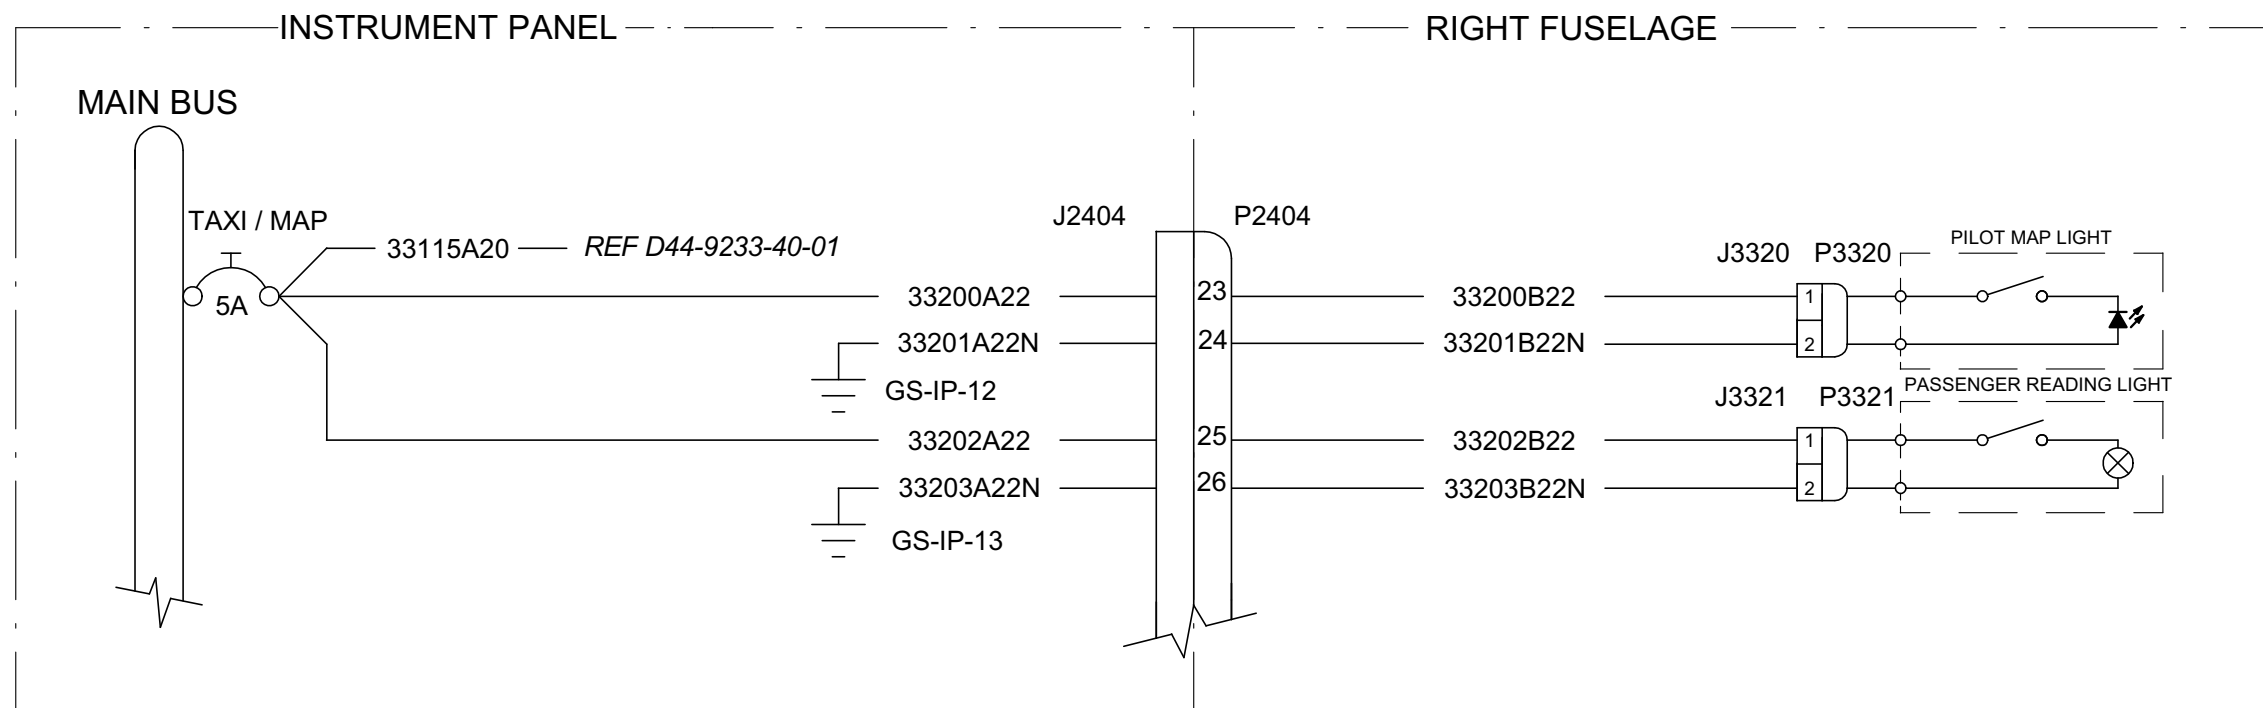 INSTRUMENT PANEL
RIGHT FUSELAGE
MAIN BUS
TAXI / MAP
5A
33115A20
REF D44-9233-40-01
J2404
P2404
33200A22
23
33200B22
33201A22N
24
33201B22N
GS-IP-12
33202A22
25
33202B22
33203A22N
26
33203B22N
GS-IP-13
J3320
P3320
PILOT MAP LIGHT
1
2
J3321
P3321
PASSENGER READING LIGHT
1
2